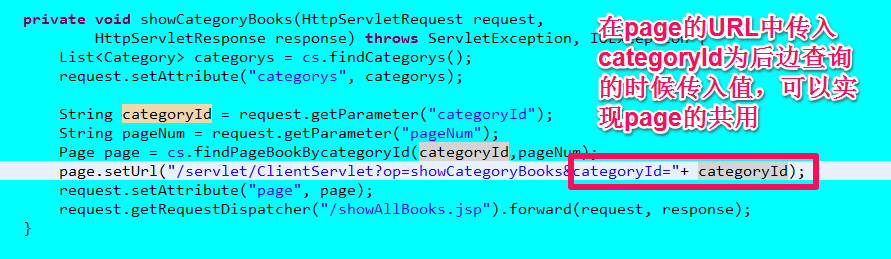 private void showCategoryBooks(HttpServletRequest request,
HttpServletResponse response) throws ServletException, IOException {
List<Category> categorys = cs.findCategorys();
request.setAttribute("categorys", categorys);
String categoryId = request.getParameter("categoryId");
String pageNum = request.getParameter("pageNum");
Page page = cs.findPageBookBycategoryId(categoryId,pageNum);
page.setUrl("/servlet/ClientServlet?op=showCategoryBooks&categoryId="+ categoryId);
request.setAttribute("page", page);
request.getRequestDispatcher("/showAllBooks.jsp").forward(request, response);
}
在page的URL中传入
categoryId为后边查询
的时候传入值，可以实
现page的共用